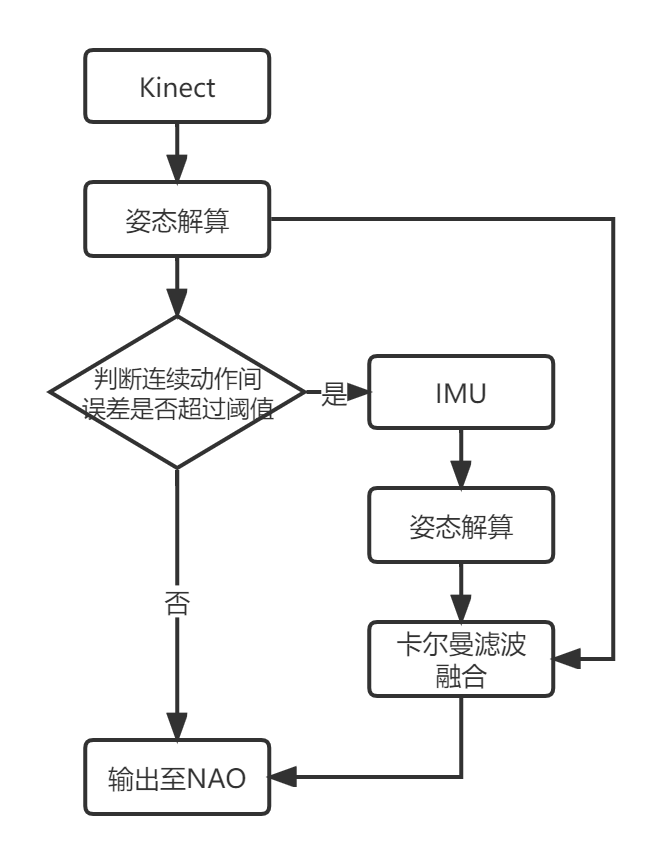 Kinect
姿态解算
判断连续动作间
误差是否超过阈值
是
IMU
姿态解算
否
卡尔曼滤波
融合
输出至NAO